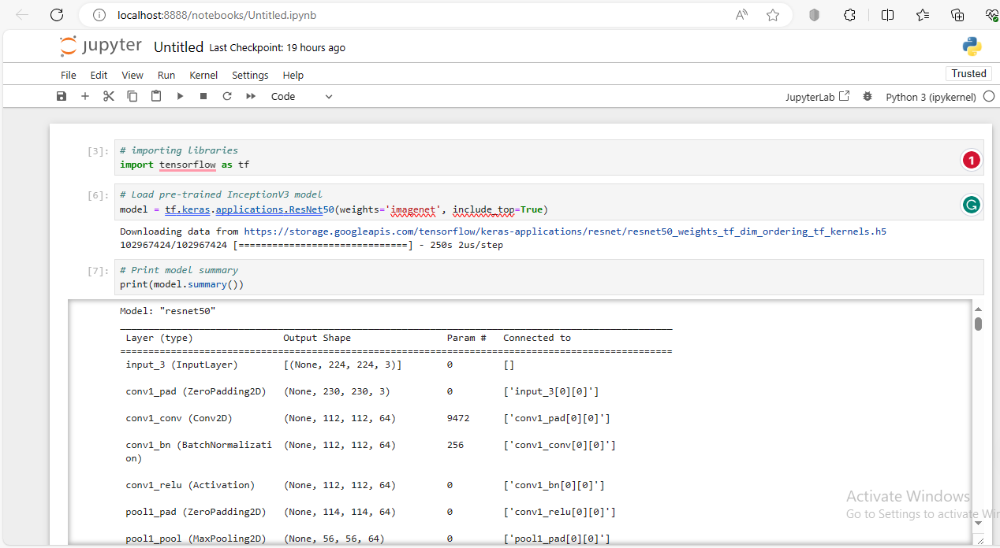 localhost:8888/notebooks/Untitled.ipynb
jupyter Untitled Last Checkpoint: 19 hours ago
File Edit View Run Kernel Settings Help Trusted
Code JupyterLab Python 3 (ipykernel)
[3]: # importing libraries
import tensorflow as tf
1
[6]: # Load pre-trained InceptionV3 model
model = tf.keras.applications.ResNet50(weights='imagenet', include_top=True)
Downloading data from https://storage.googleapis.com/tensorflow/keras-applications/resnet/resnet50_weights_tf_dim_ordering_tf_kernels.h5
102967424/102967424 [==============================] - 250s 2us/step
[7]: # Print model summary
print(model.summary())
Model: "resnet50"
Layer (type) Output Shape Param # Connected to
input_3 (InputLayer) [(None, 224, 224, 3)] 0 []
conv1_pad (ZeroPadding2D) (None, 230, 230, 3) 0 ['input_3[0][0]']
conv1_conv (Conv2D) (None, 112, 112, 64) 9472 ['conv1_pad[0][0]']
conv1_bn (BatchNormalizati (None, 112, 112, 64) 256 ['conv1_conv[0][0]']
on)
conv1_relu (Activation) (None, 112, 112, 64) 0 ['conv1_bn[0][0]']
pool1_pad (ZeroPadding2D) (None, 114, 114, 64) 0 ['conv1_relu[0][0]']
pool1_pool (MaxPooling2D) (None, 56, 56, 64) 0 ['pool1_pad[0][0]']
Activate Windows
Go to Settings to activate Wi